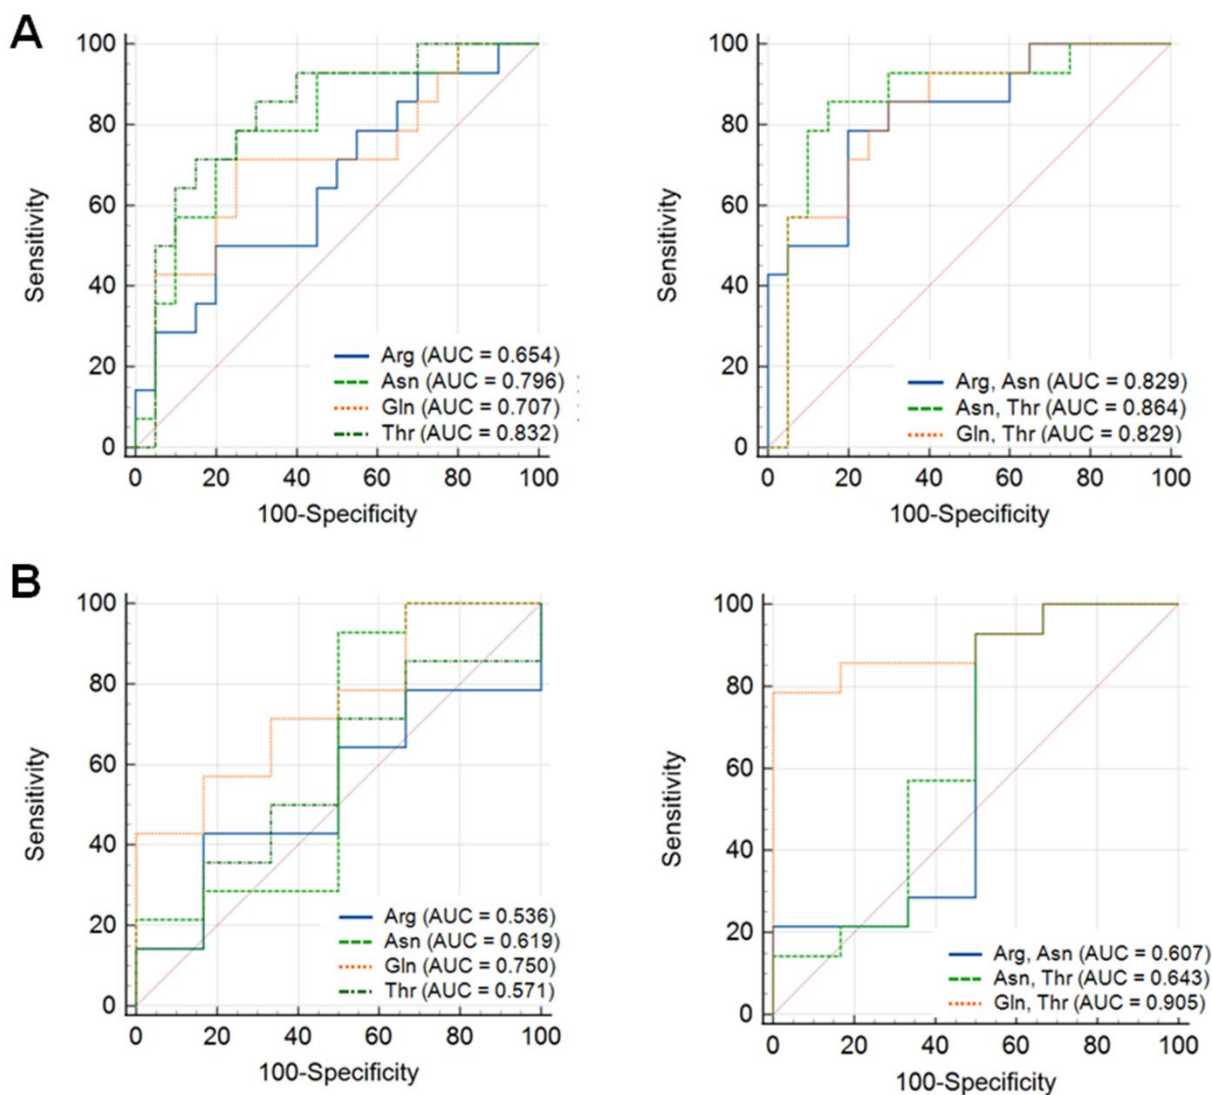 A
100
80
60
40
20
0
Sensitivity
Arg (AUC = 0.654)
Asn (AUC = 0.796)
Gln (AUC = 0.707)
Thr (AUC = 0.832)
0 20 40 60 80 100
100-Specificity
100
80
60
40
20
0
Sensitivity
Arg, Asn (AUC = 0.829)
Asn, Thr (AUC = 0.864)
Gln, Thr (AUC = 0.829)
0 20 40 60 80 100
100-Specificity
B
100
80
60
40
20
0
Sensitivity
Arg (AUC = 0.536)
Asn (AUC = 0.619)
Gln (AUC = 0.750)
Thr (AUC = 0.571)
0 20 40 60 80 100
100-Specificity
100
80
60
40
20
0
Sensitivity
Arg, Asn (AUC = 0.607)
Asn, Thr (AUC = 0.643)
Gln, Thr (AUC = 0.905)
0 20 40 60 80 100
100-Specificity